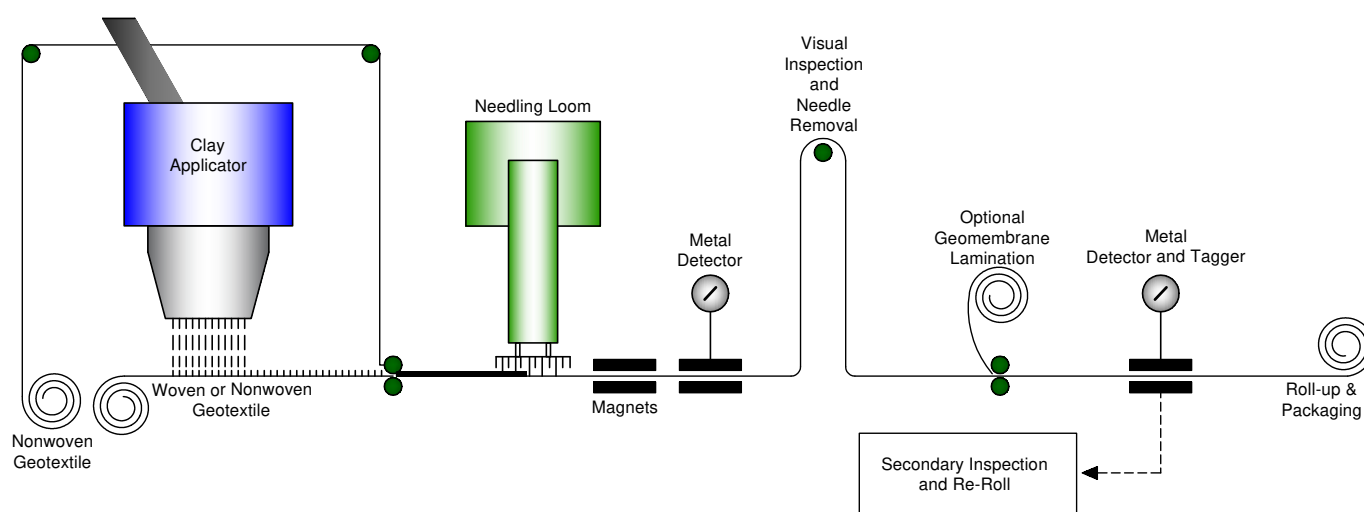 Clay
Applicator
Needling Loom
Visual
Inspection
and
Needle
Removal
Metal
Detector
Optional
Geomembrane
Lamination
Metal
Detector and Tagger
Woven or Nonwoven
Geotextile
Nonwoven
Geotextile
Magnets
Roll-up &
Packaging
Secondary Inspection
and Re-Roll